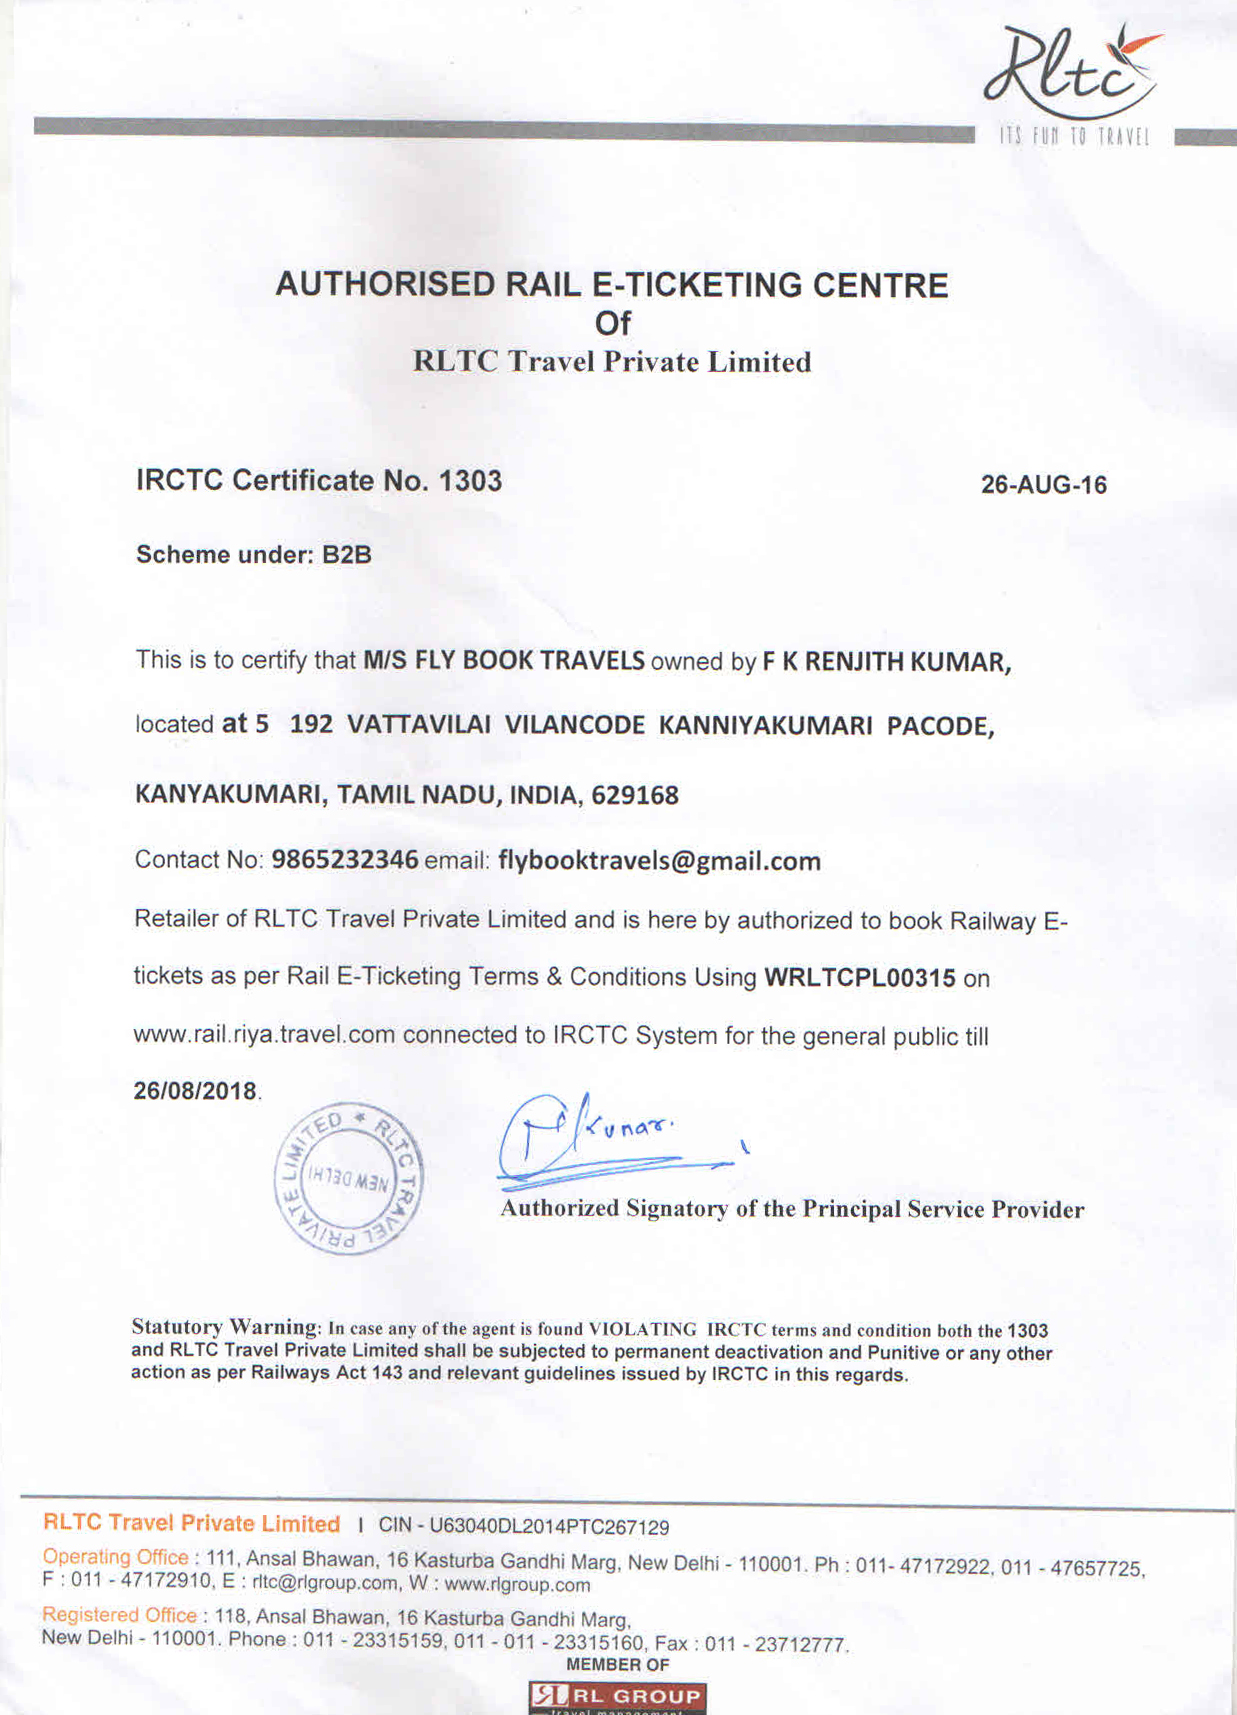 Rltc
ITS FUN TO TRAVEL
AUTHORISED RAIL E-TICKETING CENTRE
Of
RLTC Travel Private Limited
IRCTC Certificate No. 1303
26-AUG-16
Scheme under: B2B
This is to certify that M/S FLY BOOK TRAVELS owned by F K RENJITH KUMAR,
located at 5 192 VATTAVILAI VILANCODE KANNIYAKUMARI PACODE,
KANYAKUMARI, TAMIL NADU, INDIA, 629168
Contact No: 9865232346 email: flybooktravels@gmail.com
Retailer of RLTC Travel Private Limited and is here by authorized to book Railway E-
tickets as per Rail E-Ticketing Terms & Conditions Using WRLTCPL00315 on
www.rail.riya.travel.com connected to IRCTC System for the general public till
26/08/2018.
RLTC TRAVEL PRIVATE LIMITED *
NEW DELHI
Kumar.
Authorized Signatory of the Principal Service Provider
Statutory Warning: In case any of the agent is found VIOLATING IRCTC terms and condition both the 1303
and RLTC Travel Private Limited shall be subjected to permanent deactivation and Punitive or any other
action as per Railways Act 143 and relevant guidelines issued by IRCTC in this regards.
RLTC Travel Private Limited | CIN - U63040DL2014PTC267129
Operating Office : 111, Ansal Bhawan, 16 Kasturba Gandhi Marg, New Delhi - 110001. Ph : 011- 47172922, 011 - 47657725,
F : 011 - 47172910, E : rltc@rlgroup.com, W : www.rlgroup.com
Registered Office : 118, Ansal Bhawan, 16 Kasturba Gandhi Marg,
New Delhi - 110001. Phone : 011 - 23315159, 011 - 011 - 23315160, Fax : 011 - 23712777.
MEMBER OF
RL RL GROUP
travel management